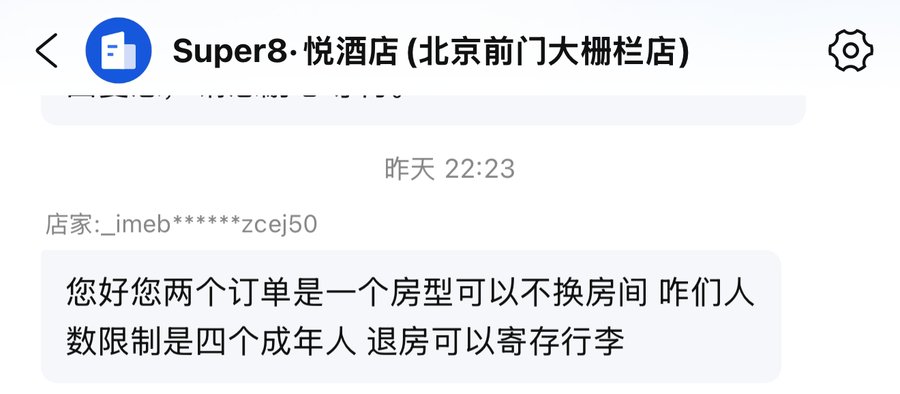 Super8·悦酒店 (北京前门大栅栏店)
昨天 22:23
店家:_imeb******zcej50
您好您两个订单是一个房型可以不换房间 咱们人
数限制是四个成年人 退房可以寄存行李